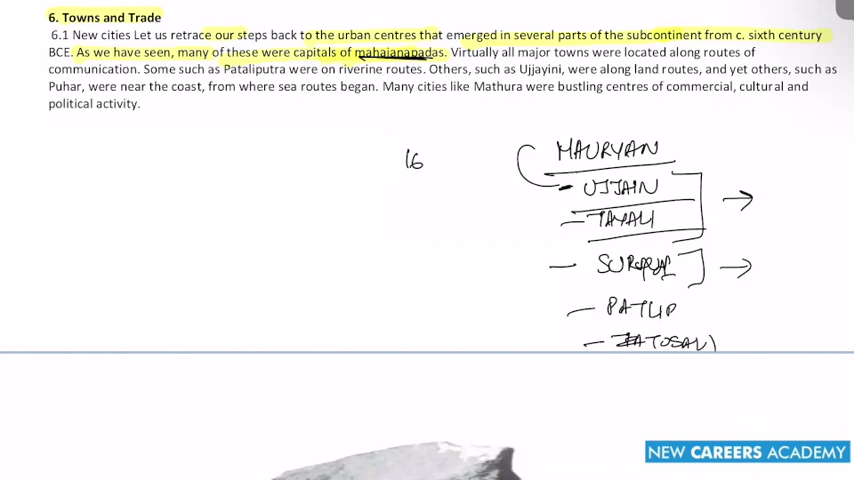 6. Towns and Trade
6.1 New cities Let us retrace our steps back to the urban centres that emerged in several parts of the subcontinent from c. sixth century
BCE. As we have seen, many of these were capitals of mahajanapadas. Virtually all major towns were located along routes of
communication. Some such as Pataliputra were on riverine routes. Others, such as Ujjayini, were along land routes, and yet others, such as
Puhar, were near the coast, from where sea routes began. Many cities like Mathura were bustling centres of commercial, cultural and
political activity.
16
MAURYAN
- UJJAIN
-
-
- PATLIP
-
NEW CAREERS ACADEMY